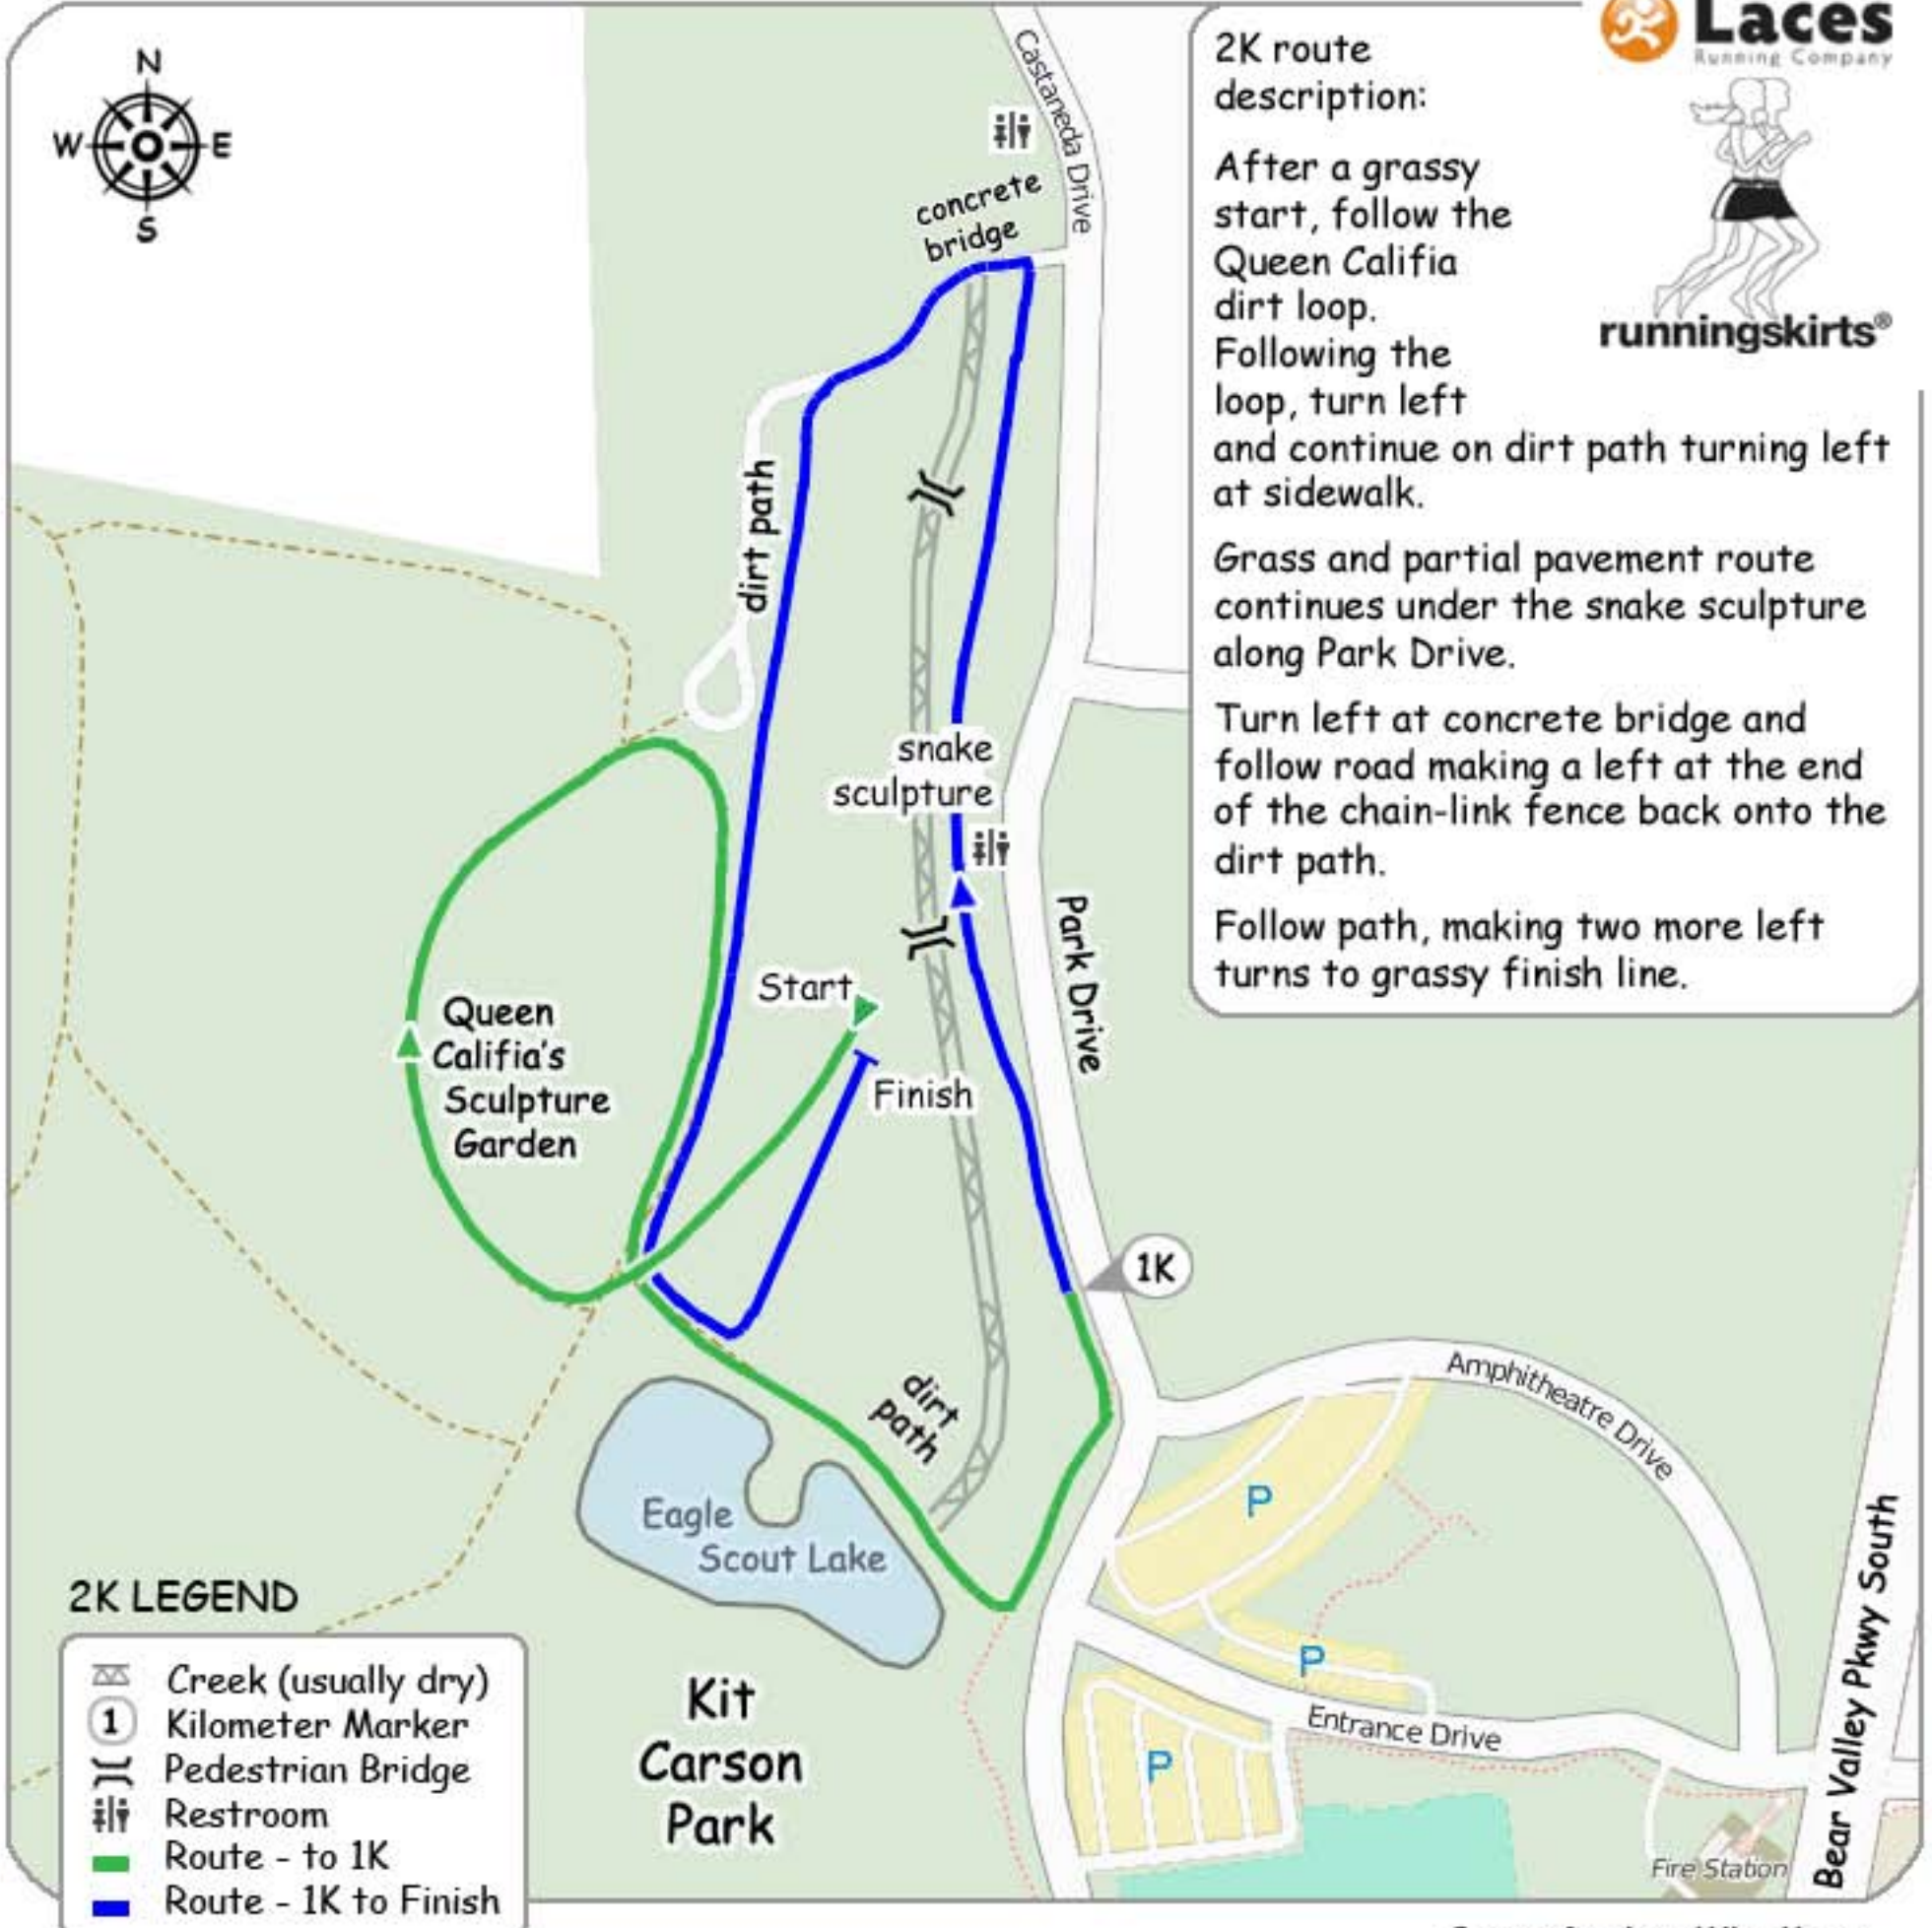 Laces
Running Company
runningskirts®
2K route
description:
After a grassy
start, follow the
Queen Califia
dirt loop.
Following the
loop, turn left
and continue on dirt path turning left
at sidewalk.
Grass and partial pavement route
continues under the snake sculpture
along Park Drive.
Turn left at concrete bridge and
follow road making a left at the end
of the chain-link fence back onto the
dirt path.
Follow path, making two more left
turns to grassy finish line.
N
W
E
S
Castaneda Drive
concrete
bridge
dirt path
snake
sculpture
Park Drive
Start
Finish
Queen
Califia's
Sculpture
Garden
1K
dirt
path
Amphitheatre Drive
P
Eagle
Scout Lake
P
P
Entrance Drive
Bear Valley Pkwy South
Fire Station
Kit
Carson
Park
2K LEGEND
Creek (usually dry)
1 Kilometer Marker
Pedestrian Bridge
Restroom
Route - to 1K
Route - 1K to Finish